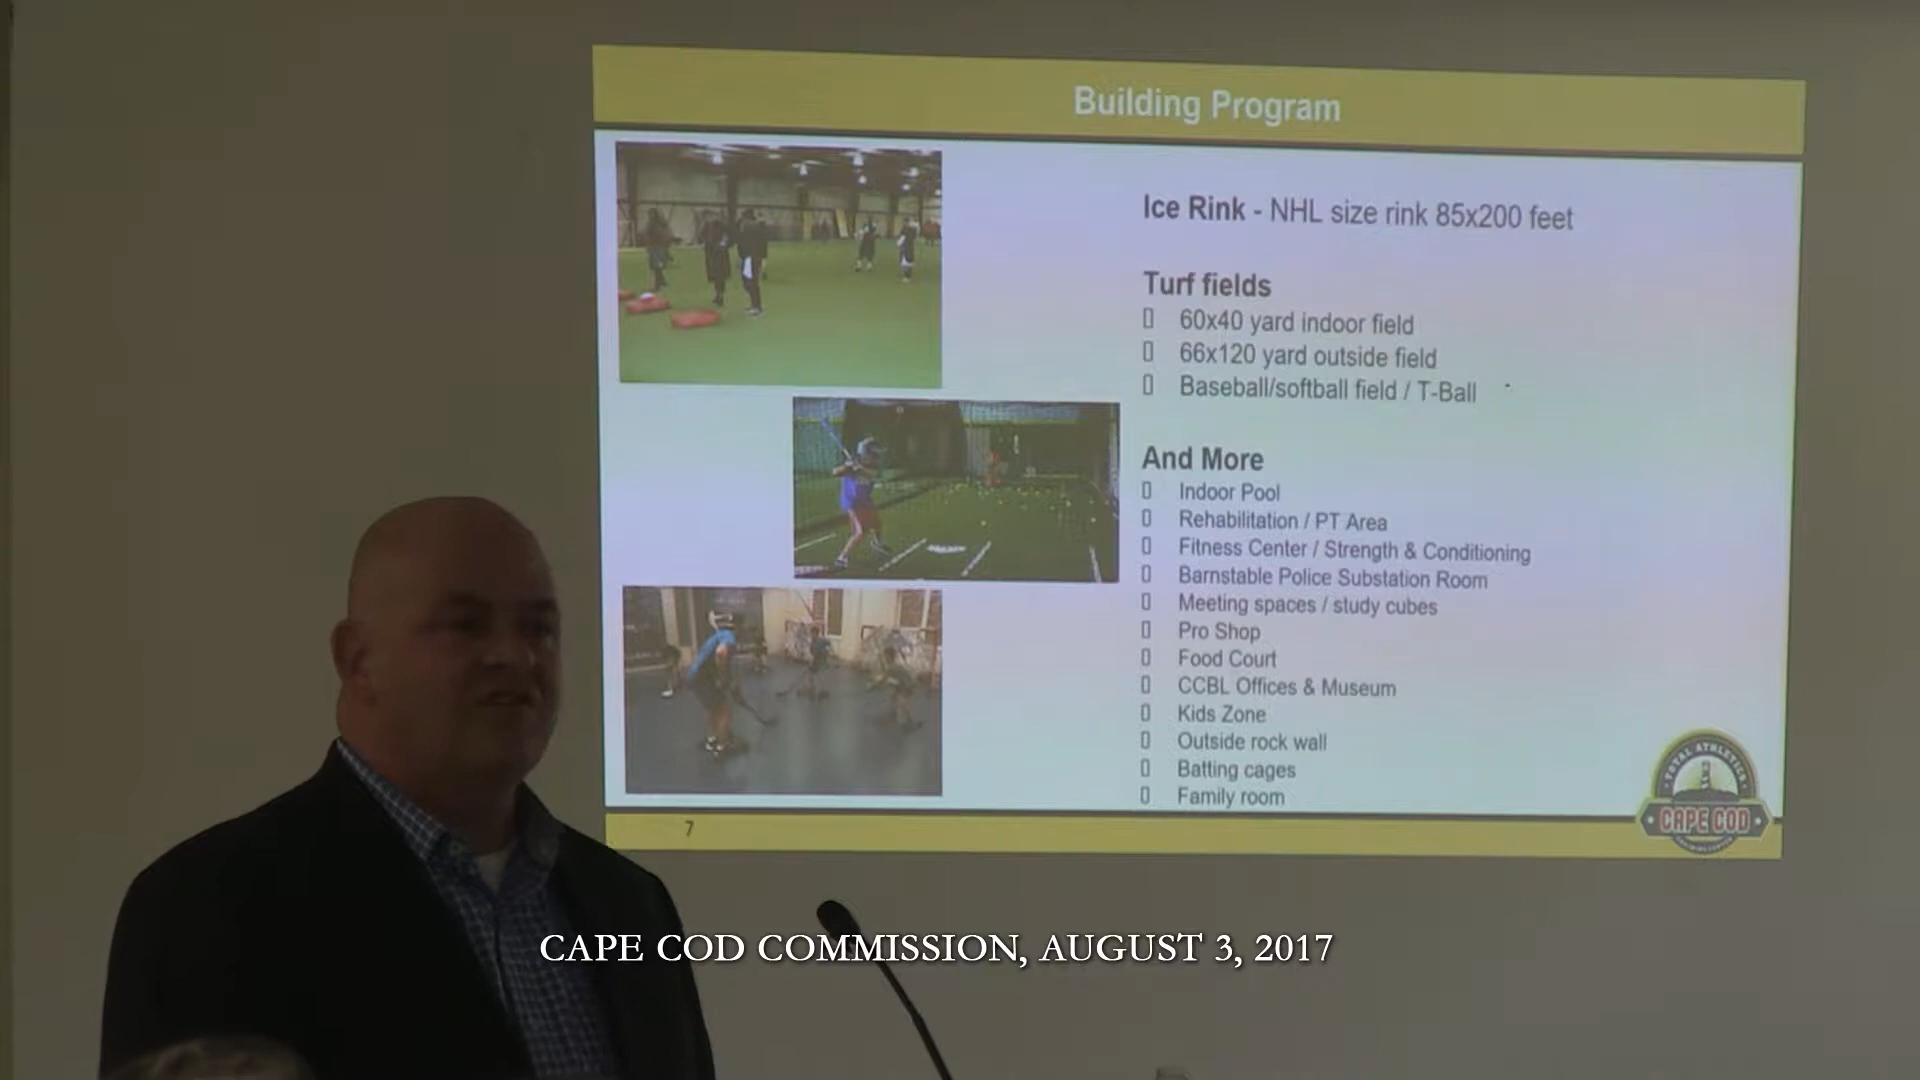 Building Program
Ice Rink - NHL size rink 85x200 feet
Turf fields
60x40 yard indoor field
66x120 yard outside field
Baseball/softball field / T-Ball
And More
Indoor Pool
Rehabilitation / PT Area
Fitness Center / Strength & Conditioning
Barnstable Police Substation Room
Meeting spaces / study cubes
Pro Shop
Food Court
CCBL Offices & Museum
Kids Zone
Outside rock wall
Batting cages
Family room
TOTAL ATHLETICS
CAPE COD
7
CAPE COD COMMISSION, AUGUST 3, 2017